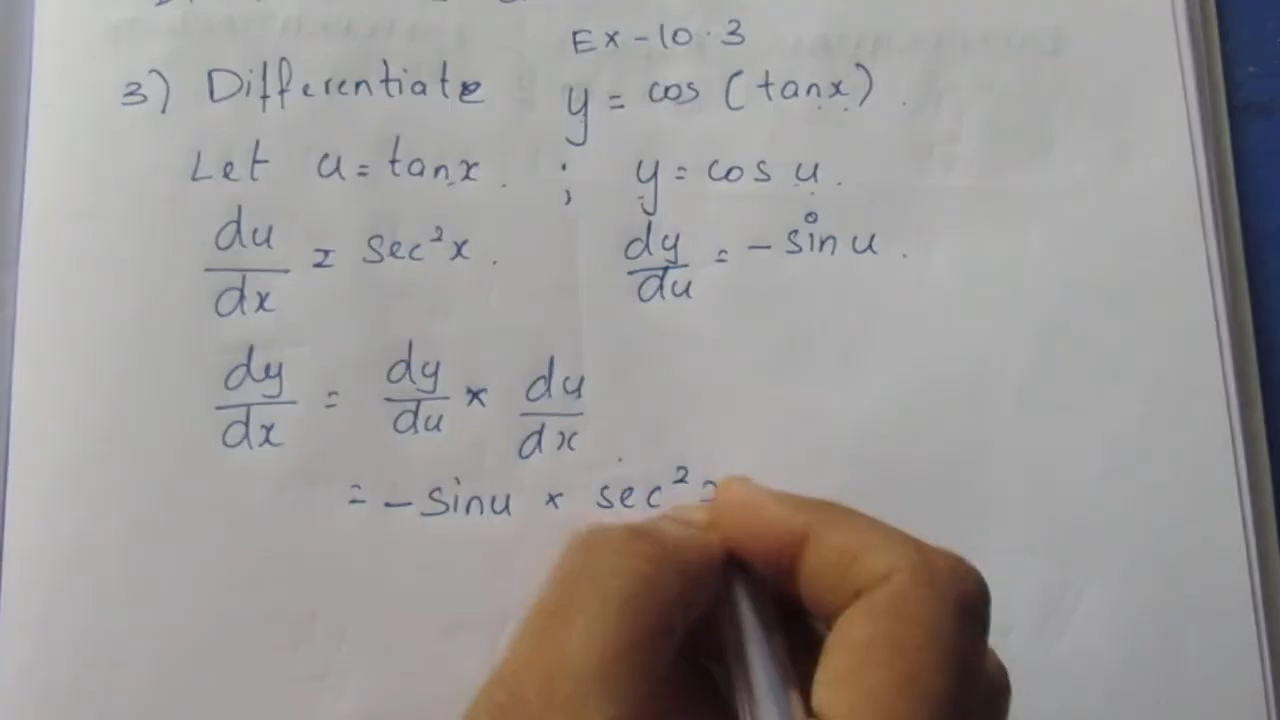 Ex - 10.3
3) Differentiate y = cos (tanx).
Let u = tanx. ; y = cos u.
du/dx = sec²x. dy/du = - sin u.
dy/dx = dy/du × du/dx.
= - sinu × sec²